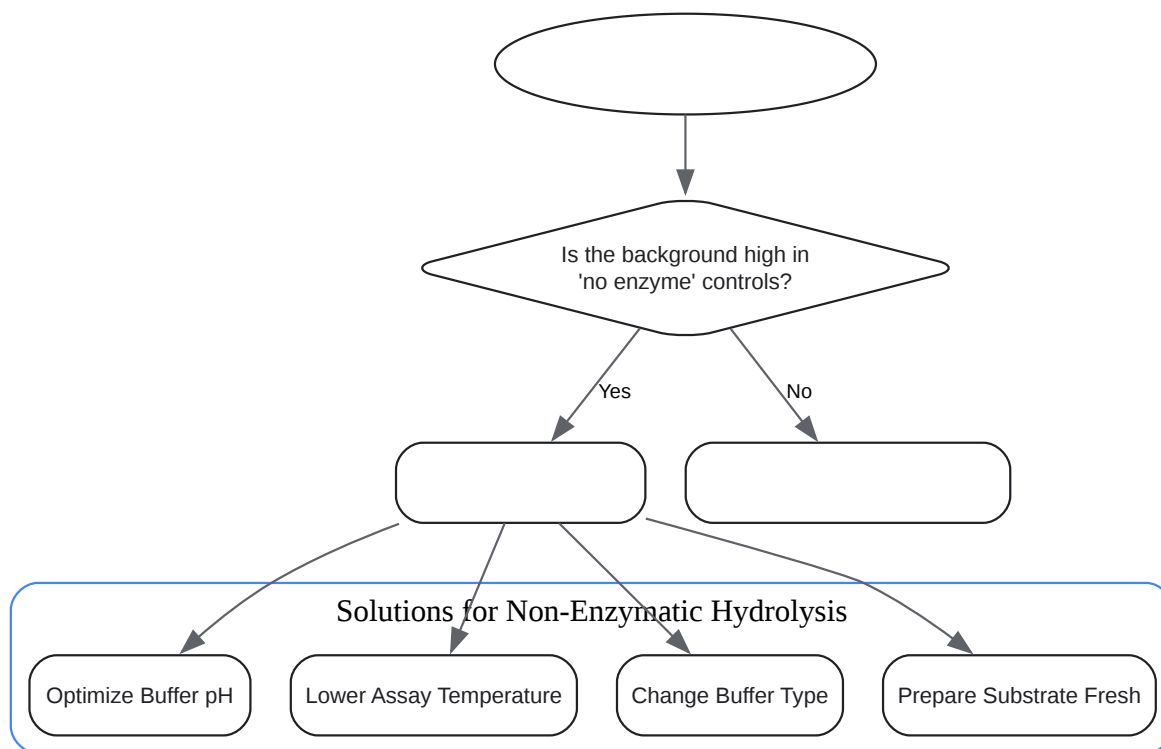 Is the background high in
'no enzyme' controls?
Yes
No
Solutions for Non-Enzymatic Hydrolysis
Optimize Buffer pH
Lower Assay Temperature
Change Buffer Type
Prepare Substrate Fresh